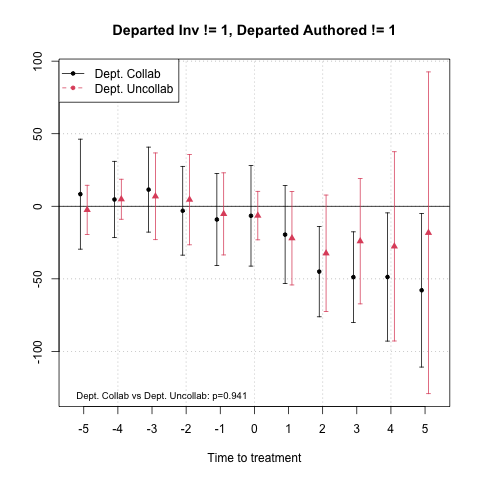 Departed Inv != 1, Departed Authored != 1
Dept. Collab
Dept. Uncollab
100
50
0
-50
-100
Dept. Collab vs Dept. Uncollab: p=0.941
-5 -4 -3 -2 -1 0 1 2 3 4 5
Time to treatment